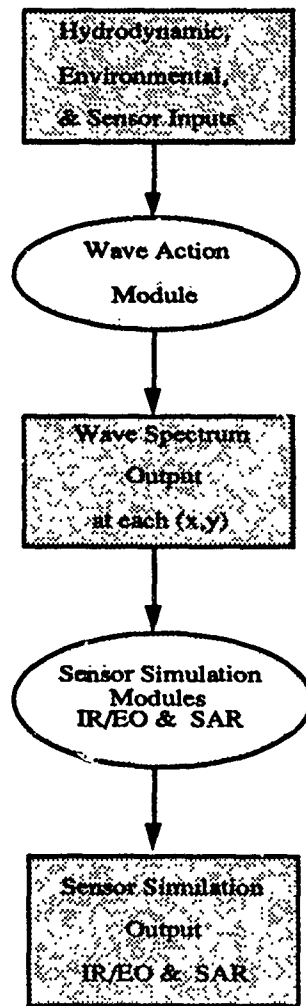 Hydrodynamic,
Environmental,
& Sensor Inputs
Wave Action
Module
Wave Spectrum
Output
at each (x,y)
Sensor Simulation
Modules
IR/EO & SAR
Sensor Simulation
Output
IR/EO & SAR